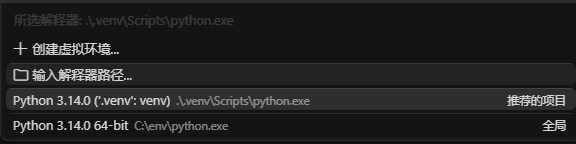 所选解释器: .\.venv\Scripts\python.exe
创建虚拟环境...
输入解释器路径...
Python 3.14.0 ('.venv': venv) .\.venv\Scripts\python.exe 推荐的项目
Python 3.14.0 64-bit C:\env\python.exe 全局